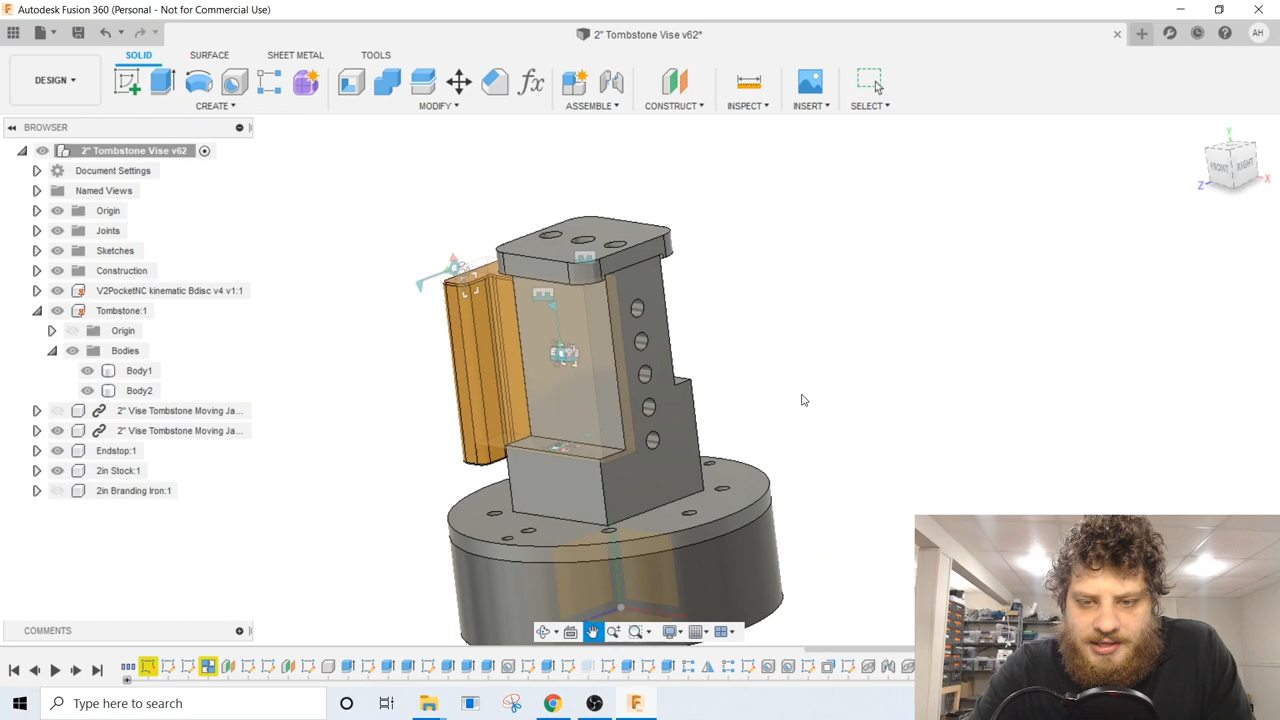 Autodesk Fusion 360 (Personal - Not for Commercial Use)
2" Tombstone Vise v62*
AH
DESIGN
SOLID SURFACE SHEET METAL TOOLS
fx
CREATE MODIFY ASSEMBLE CONSTRUCT INSPECT INSERT SELECT
BROWSER
2" Tombstone Vise v62
Document Settings
Named Views
Origin
Joints
Sketches
Construction
V2PocketNC kinematic Bdisc v4 v1:1
Tombstone:1
Origin
Bodies
Body1
Body2
2" Vise Tombstone Moving Ja...
2" Vise Tombstone Moving Ja...
Endstop:1
2in Stock:1
2in Branding Iron:1
Y
FRONT RIGHT
Z X
COMMENTS
Type here to search